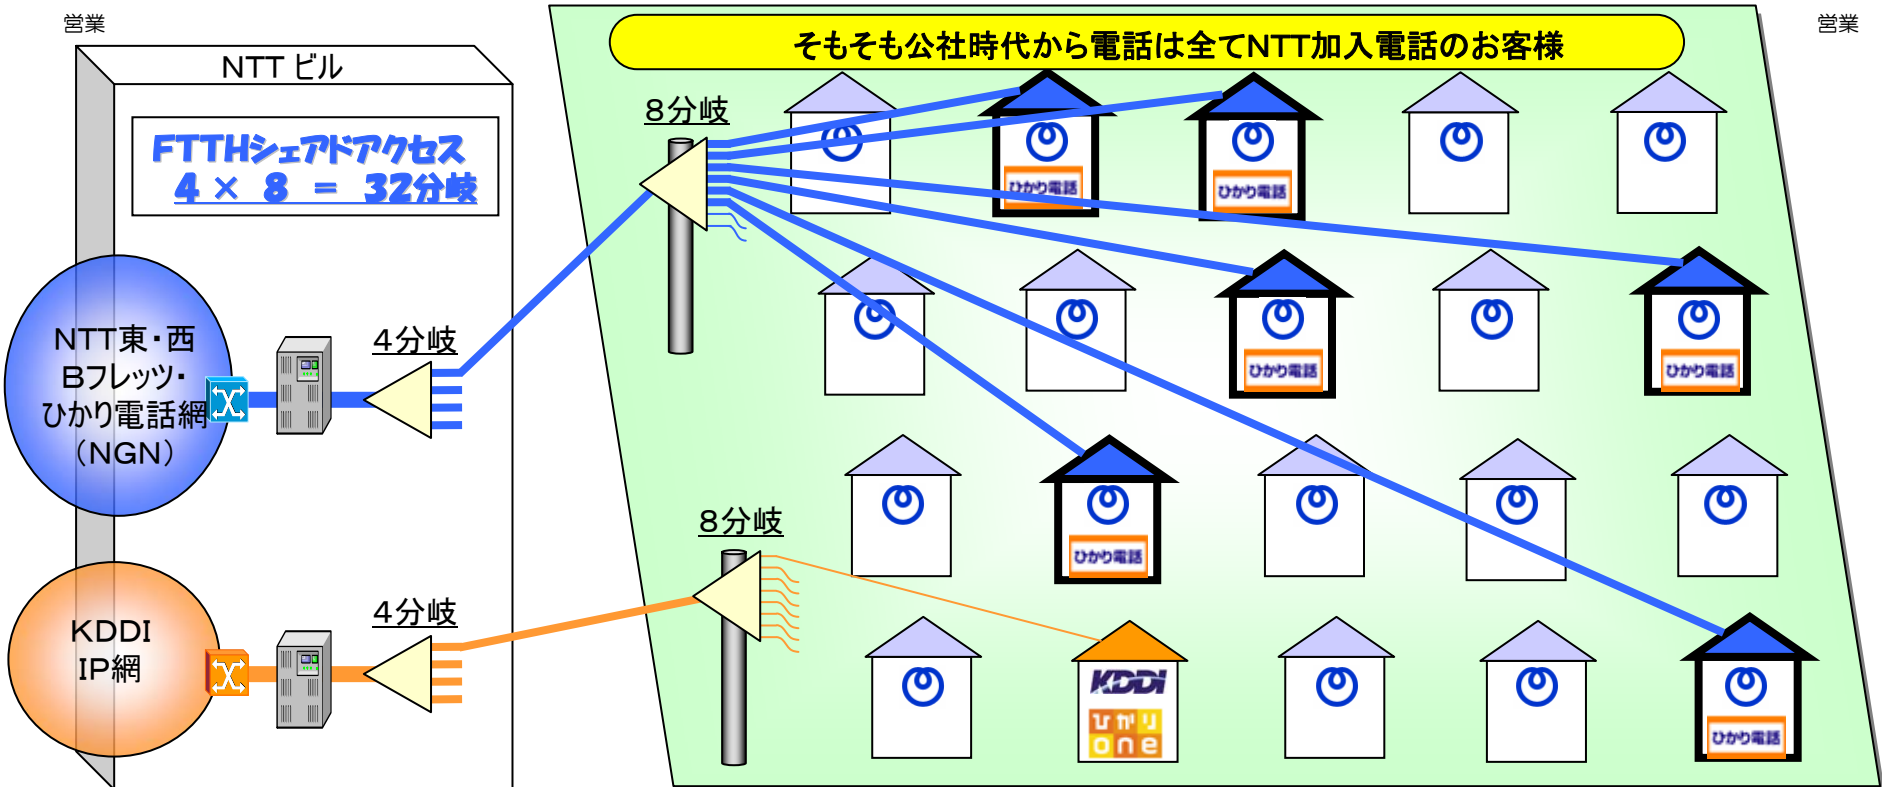 営業
営業
そもそも公社時代から電話は全てNTT加入電話のお客様
NTT ビル
FTTHシェアドアクセス
4 × 8 = 32分岐
8分岐
ひかり電話
ひかり電話
NTT東・西
Bフレッツ・
ひかり電話網
(NGN)
4分岐
ひかり電話
ひかり電話
8分岐
ひかり電話
KDDI
IP網
4分岐
KDDI
ひかり
one
ひかり電話